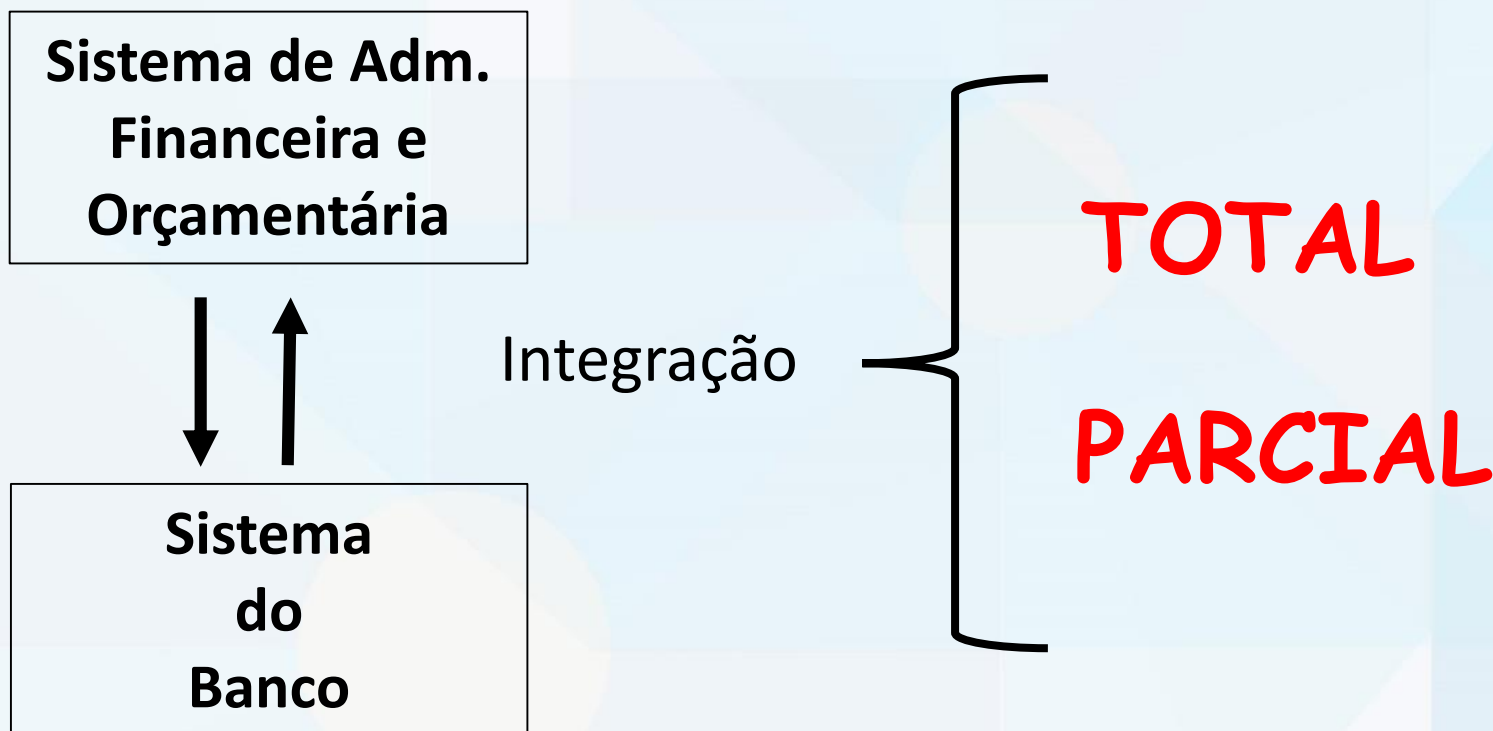 Sistema de Adm.
Financeira e
Orçamentária
Integração
TOTAL
PARCIAL
Sistema
do
Banco